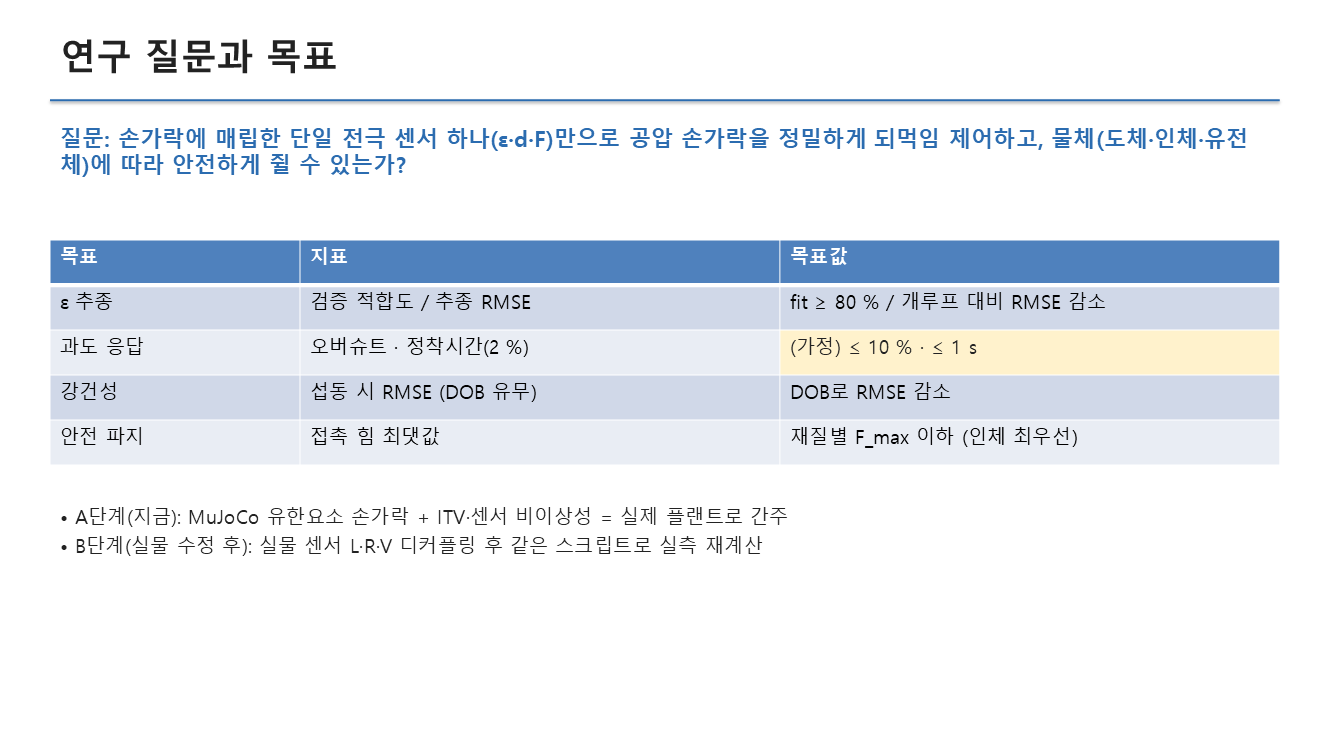 연구 질문과 목표
질문: 손가락에 매립한 단일 전극 센서 하나(ε·d·F)만으로 공압 손가락을 정밀하게 되먹임 제어하고, 물체(도체·인체·유전
체)에 따라 안전하게 쥘 수 있는가?
목표 지표 목표값
ε 추종 검증 적합도 / 추종 RMSE fit ≥ 80 % / 개루프 대비 RMSE 감소
과도 응답 오버슈트 · 정착시간(2 %) (가정) ≤ 10 % · ≤ 1 s
강건성 섭동 시 RMSE (DOB 유무) DOB로 RMSE 감소
안전 파지 접촉 힘 최댓값 재질별 F_max 이하 (인체 최우선)
• A단계(지금): MuJoCo 유한요소 손가락 + ITV·센서 비이상성 = 실제 플랜트로 간주
• B단계(실물 수정 후): 실물 센서 L·R·V 디커플링 후 같은 스크립트로 실측 재계산